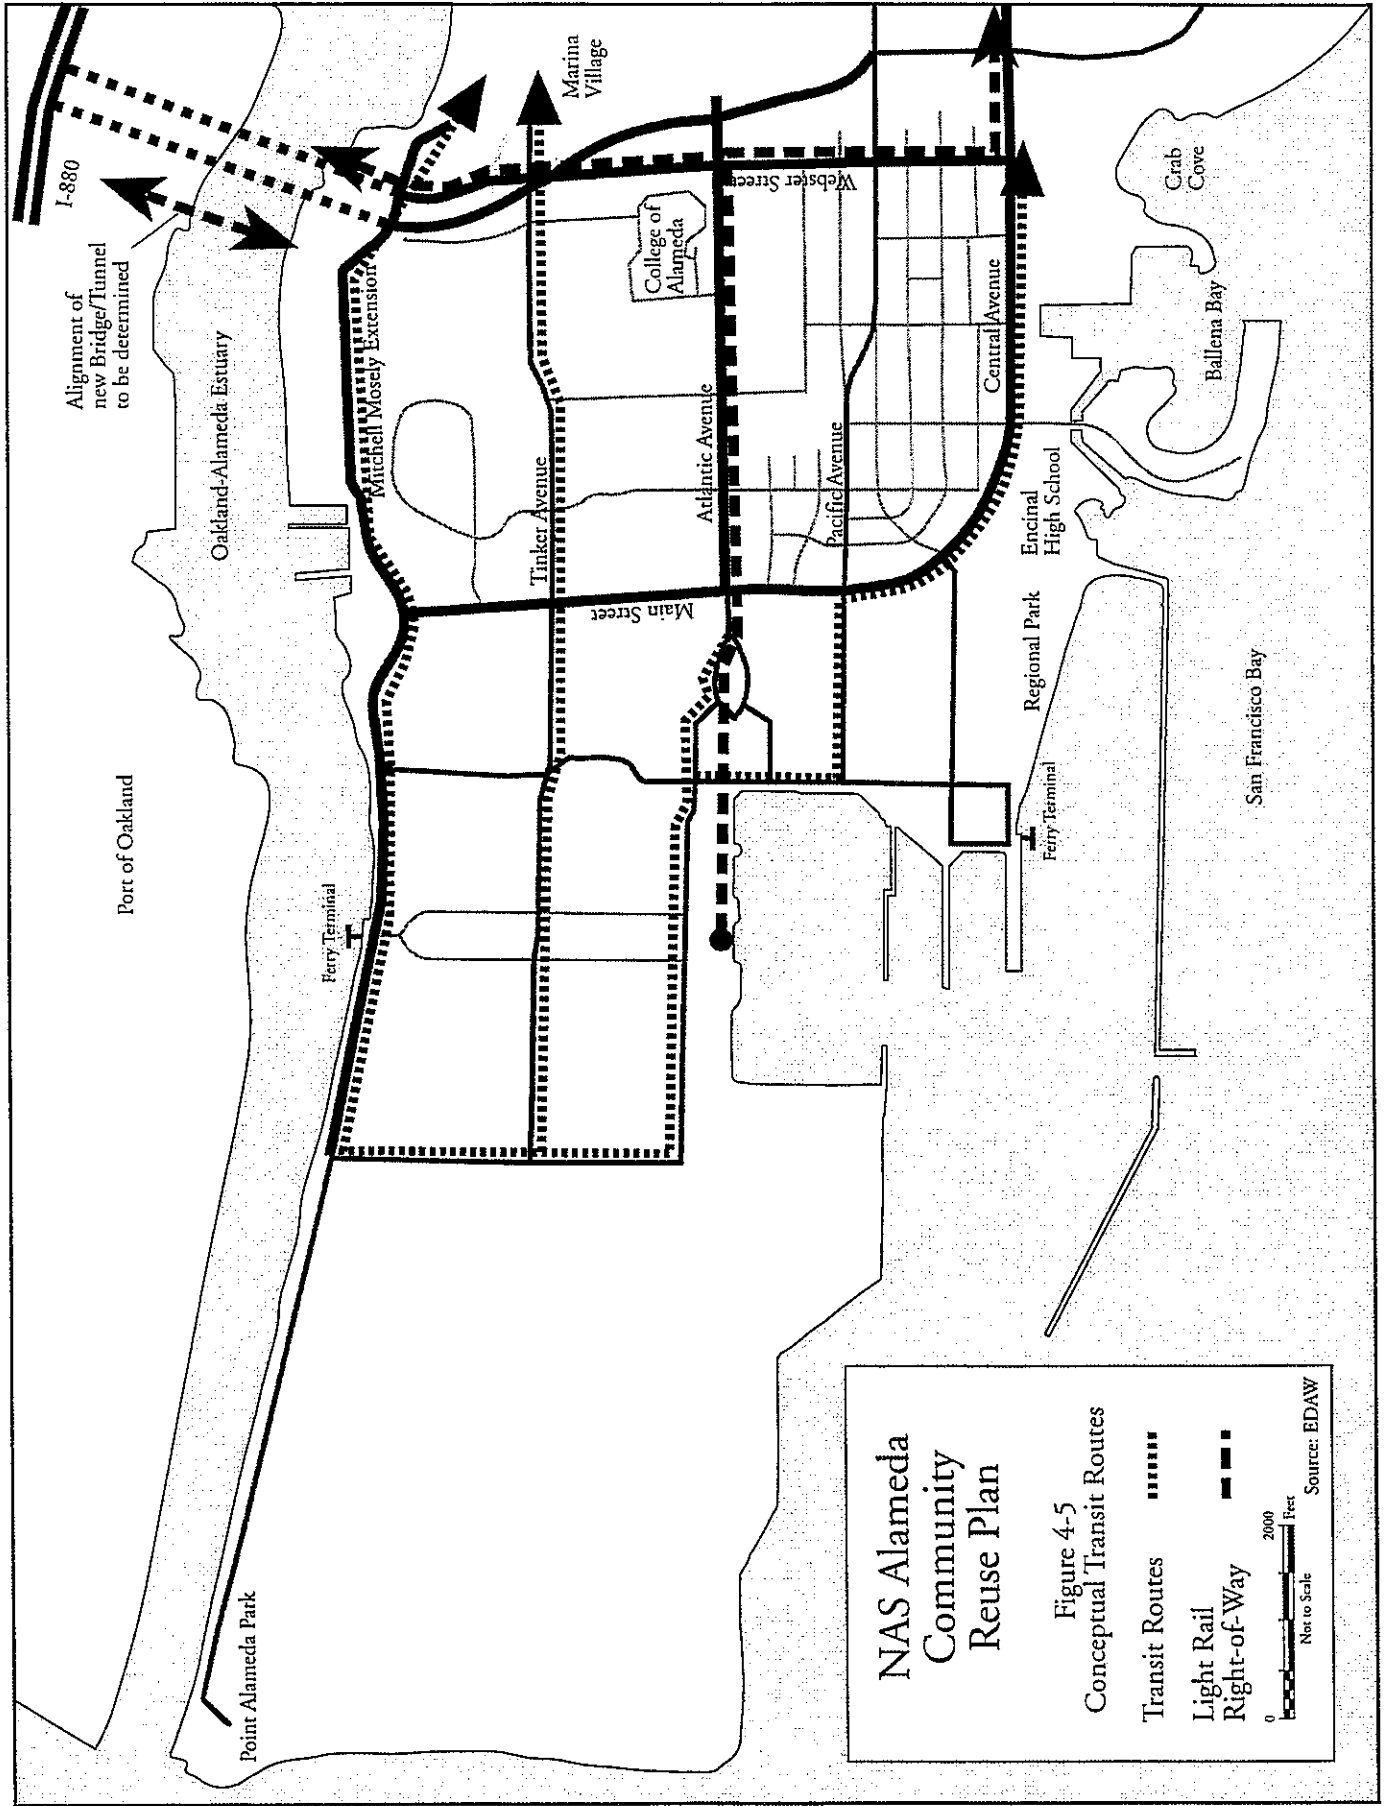 Port of Oakland
I-880
Alignment of
new Bridge/Tunnel
to be determined
Oakland-Alameda Estuary
Marina
Village
Point Alameda Park
Ferry Terminal
Mitchell Mosely Extension
Tinker Avenue
Main Street
College of
Alameda
Atlantic Avenue
Webster Street
Pacific Avenue
Central Avenue
Encinal
High School
Regional Park
Ferry Terminal
Crab
Cove
Ballena Bay
San Francisco Bay
NAS Alameda
Community
Reuse Plan
Figure 4-5
Conceptual Transit Routes
Transit Routes
Light Rail
Right-of-Way
0 2000
Feet
Not to Scale
Source: EDAW